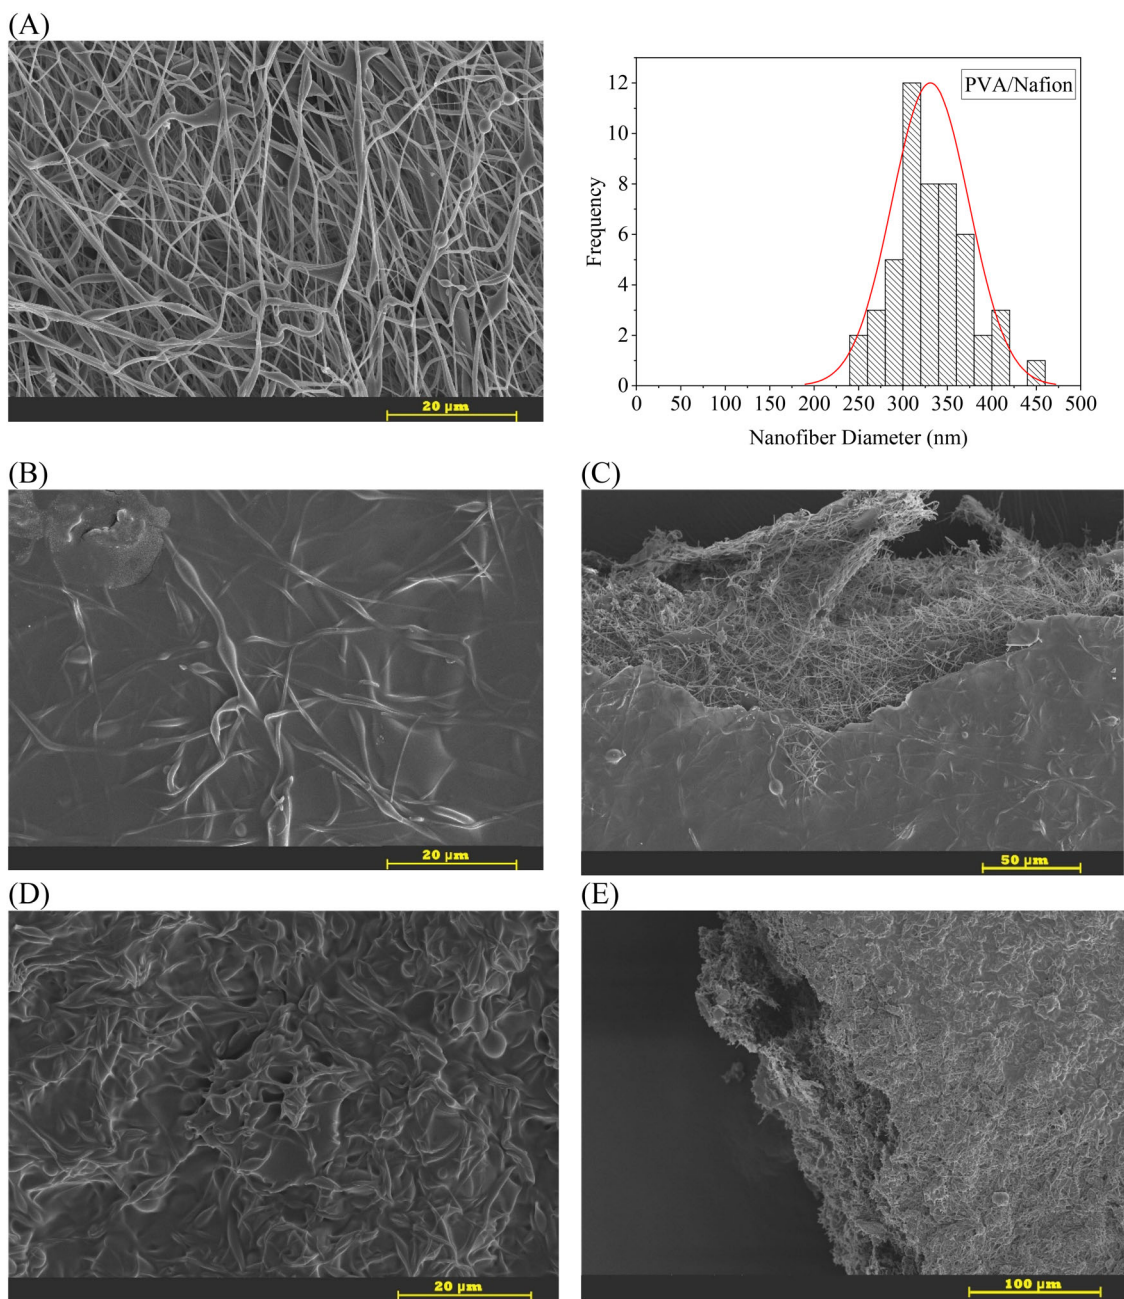 (A)
20 µm
PVA/Nafion
Frequency
12
10
8
6
4
2
0
0 50 100 150 200 250 300 350 400 450 500
Nanofiber Diameter (nm)
(B)
20 µm
(C)
50 µm
(D)
20 µm
(E)
100 µm